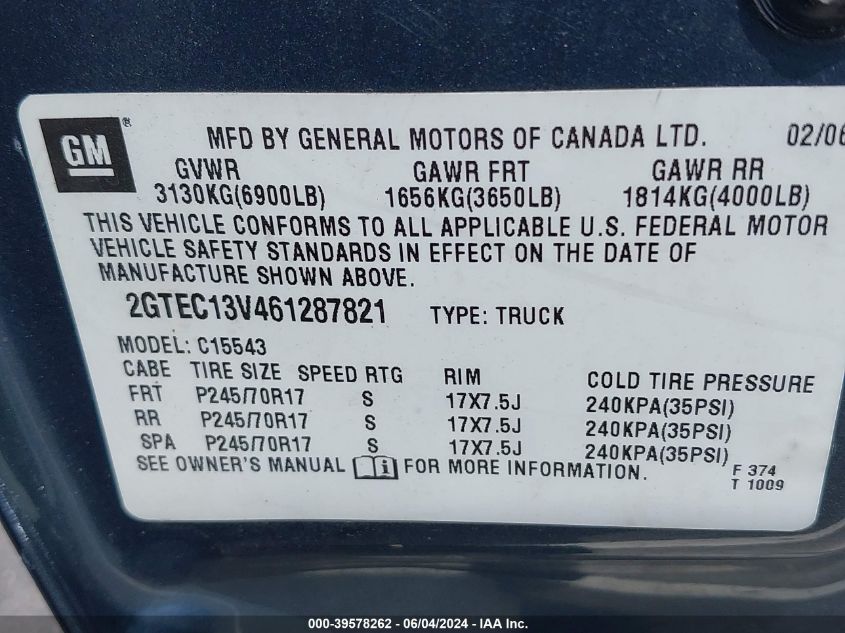 GM ®
MFD BY GENERAL MOTORS OF CANADA LTD. 02/06
GVWR GAWR FRT GAWR RR
3130KG(6900LB) 1656KG(3650LB) 1814KG(4000LB)
THIS VEHICLE CONFORMS TO ALL APPLICABLE U.S. FEDERAL MOTOR
VEHICLE SAFETY STANDARDS IN EFFECT ON THE DATE OF
MANUFACTURE SHOWN ABOVE.
2GTEC13V461287821 TYPE: TRUCK
MODEL: C15543
CABE TIRE SIZE SPEED RTG RIM COLD TIRE PRESSURE
FRT P245/70R17 S 17X7.5J 240KPA(35PSI)
RR P245/70R17 S 17X7.5J 240KPA(35PSI)
SPA P245/70R17 S 17X7.5J 240KPA(35PSI)
SEE OWNER'S MANUAL i FOR MORE INFORMATION.
F 374
T 1009
000-39578262 - 06/04/2024 - IAA Inc.